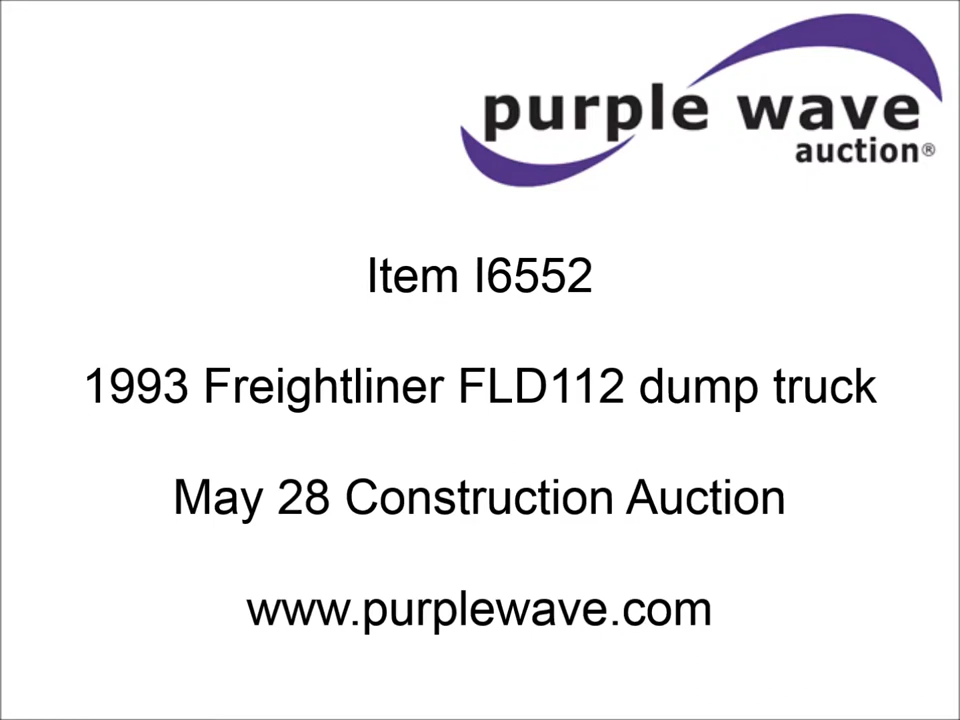 purple wave
auction®
Item I6552
1993 Freightliner FLD112 dump truck
May 28 Construction Auction
www.purplewave.com